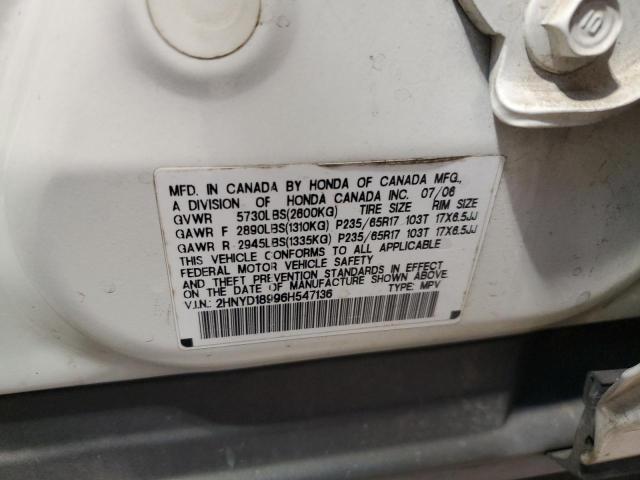 10
MFD. IN CANADA BY HONDA OF CANADA MFG.,
A DIVISION OF HONDA CANADA INC. 07/06
GVWR 5730LBS(2600KG) TIRE SIZE RIM SIZE
GAWR F 2890LBS(1310KG) P235/65R17 103T 17X6.5JJ
GAWR R 2945LBS(1335KG) P235/65R17 103T 17X6.5JJ
THIS VEHICLE CONFORMS TO ALL APPLICABLE
FEDERAL MOTOR VEHICLE SAFETY
AND THEFT PREVENTION STANDARDS IN EFFECT
ON THE DATE OF MANUFACTURE SHOWN ABOVE.
V.I.N.: 2HNYD18996H547136 TYPE: MPV